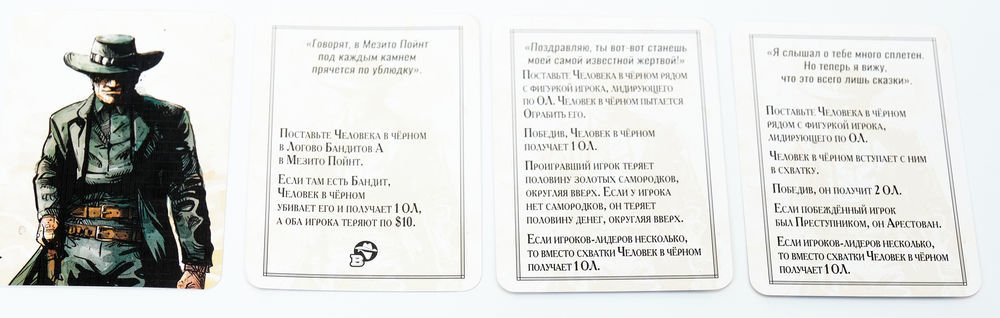 «Говорят, в Мезито Пойнт
под каждым камнем
прячется по ублюдку».
Поставьте Человека в чёрном
в Логово Бандитов А
в Мезито Пойнт.
Если там есть Бандит,
Человек в чёрном
убивает его и получает 1 ОЛ,
а оба игрока теряют по $10.
B
«Поздравляю, ты вот-вот станешь
моей самой известной жертвой!»
Поставьте Человека в чёрном рядом
с фигуркой игрока, лидирующего
по ОЛ. Человек в чёрном пытается
Ограбить его.
Победив, Человек в чёрном
получает 1 ОЛ.
Проигравший игрок теряет
половину золотых самородков,
округляя вверх. Если у игрока
нет самородков, он теряет
половину денег, округляя вверх.
Если игроков-лидеров несколько,
то вместо схватки Человек в чёрном
получает 1 ОЛ.
«Я слышал о тебе много сплетен.
Но теперь я вижу,
что это всего лишь сказки».
Поставьте Человека в чёрном
рядом с фигуркой игрока,
лидирующего по ОЛ.
Человек в чёрном вступает с ним
в схватку.
Победив, он получит 2 ОЛ.
Если побеждённый игрок
был Преступником, он Арестован.
Если игроков-лидеров несколько,
то вместо схватки Человек в чёрном
получает 1 ОЛ.